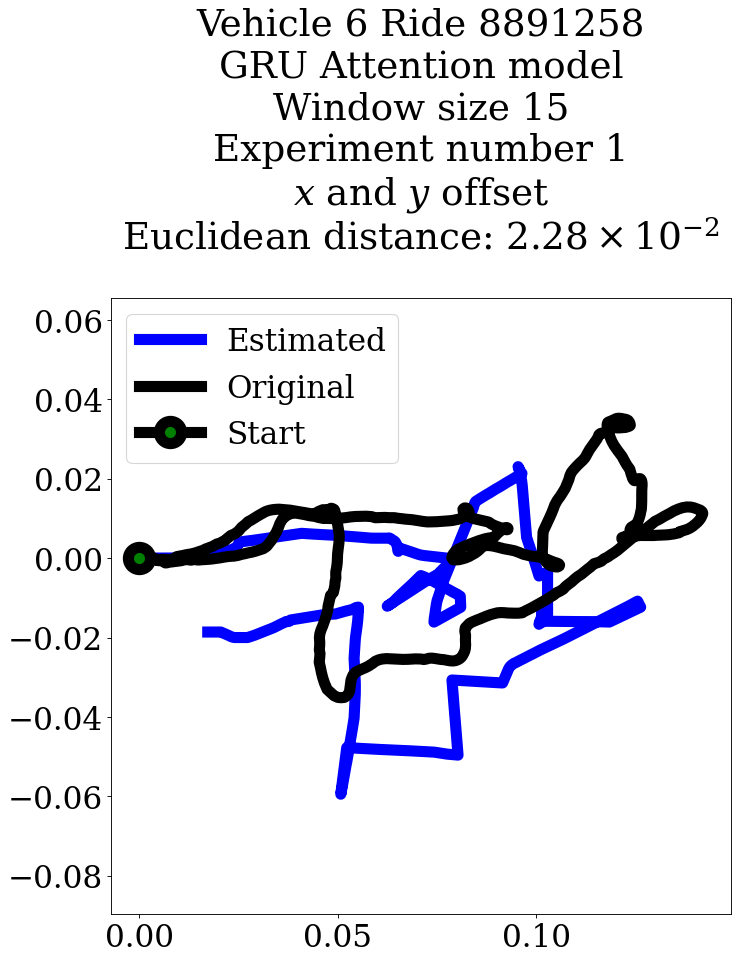 Vehicle 6 Ride 8891258
GRU Attention model
Window size 15
Experiment number 1
x and y offset
Euclidean distance: 2.28 × 10⁻²
Estimated
Original
Start
0.06
0.04
0.02
0.00
−0.02
−0.04
−0.06
−0.08
0.00 0.05 0.10